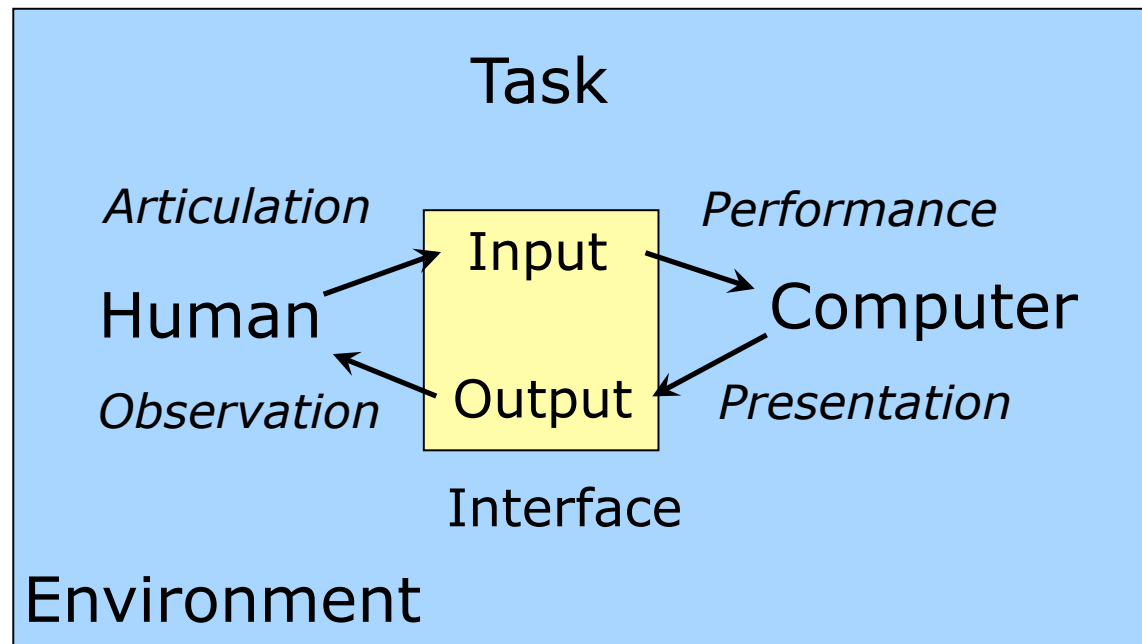 Task
Articulation
Performance
Input
Human
Computer
Observation
Output
Presentation
Interface
Environment